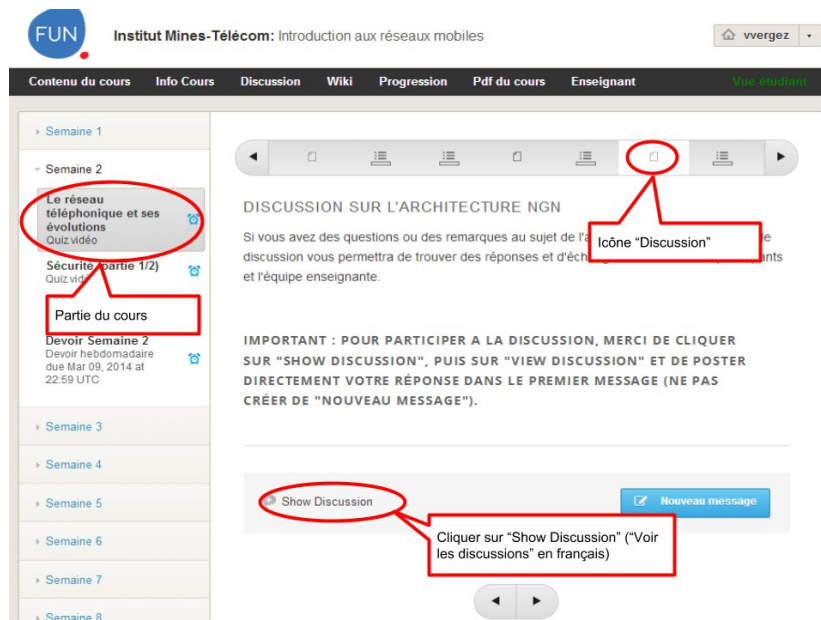 FUN
Institut Mines-Télécom: Introduction aux réseaux mobiles
vvergez
Contenu du cours Info Cours Discussion Wiki Progression Pdf du cours Enseignant Vue étudiant
Semaine 1
Semaine 2
Le réseau
téléphonique et ses
évolutions
Quiz vidéo
Sécurité (partie 1/2)
Quiz
Partie du cours
Devoir Semaine 2
Devoir hebdomadaire
due Mar 09, 2014 at
22:59 UTC
Semaine 3
Semaine 4
Semaine 5
Semaine 6
Semaine 7
Semaine 8
DISCUSSION SUR L'ARCHITECTURE NGN
Si vous avez des questions ou des remarques au sujet de
discussion vous permettra de trouver des réponses et
et l'équipe enseignante.
Icône “Discussion”
IMPORTANT : POUR PARTICIPER A LA DISCUSSION, MERCI DE CLIQUER
SUR "SHOW DISCUSSION", PUIS SUR "VIEW DISCUSSION" ET DE POSTER
DIRECTEMENT VOTRE RÉPONSE DANS LE PREMIER MESSAGE (NE PAS
CRÉER DE "NOUVEAU MESSAGE").
Show Discussion
Nouveau message
Cliquer sur “Show Discussion” (“Voir
les discussions” en français)